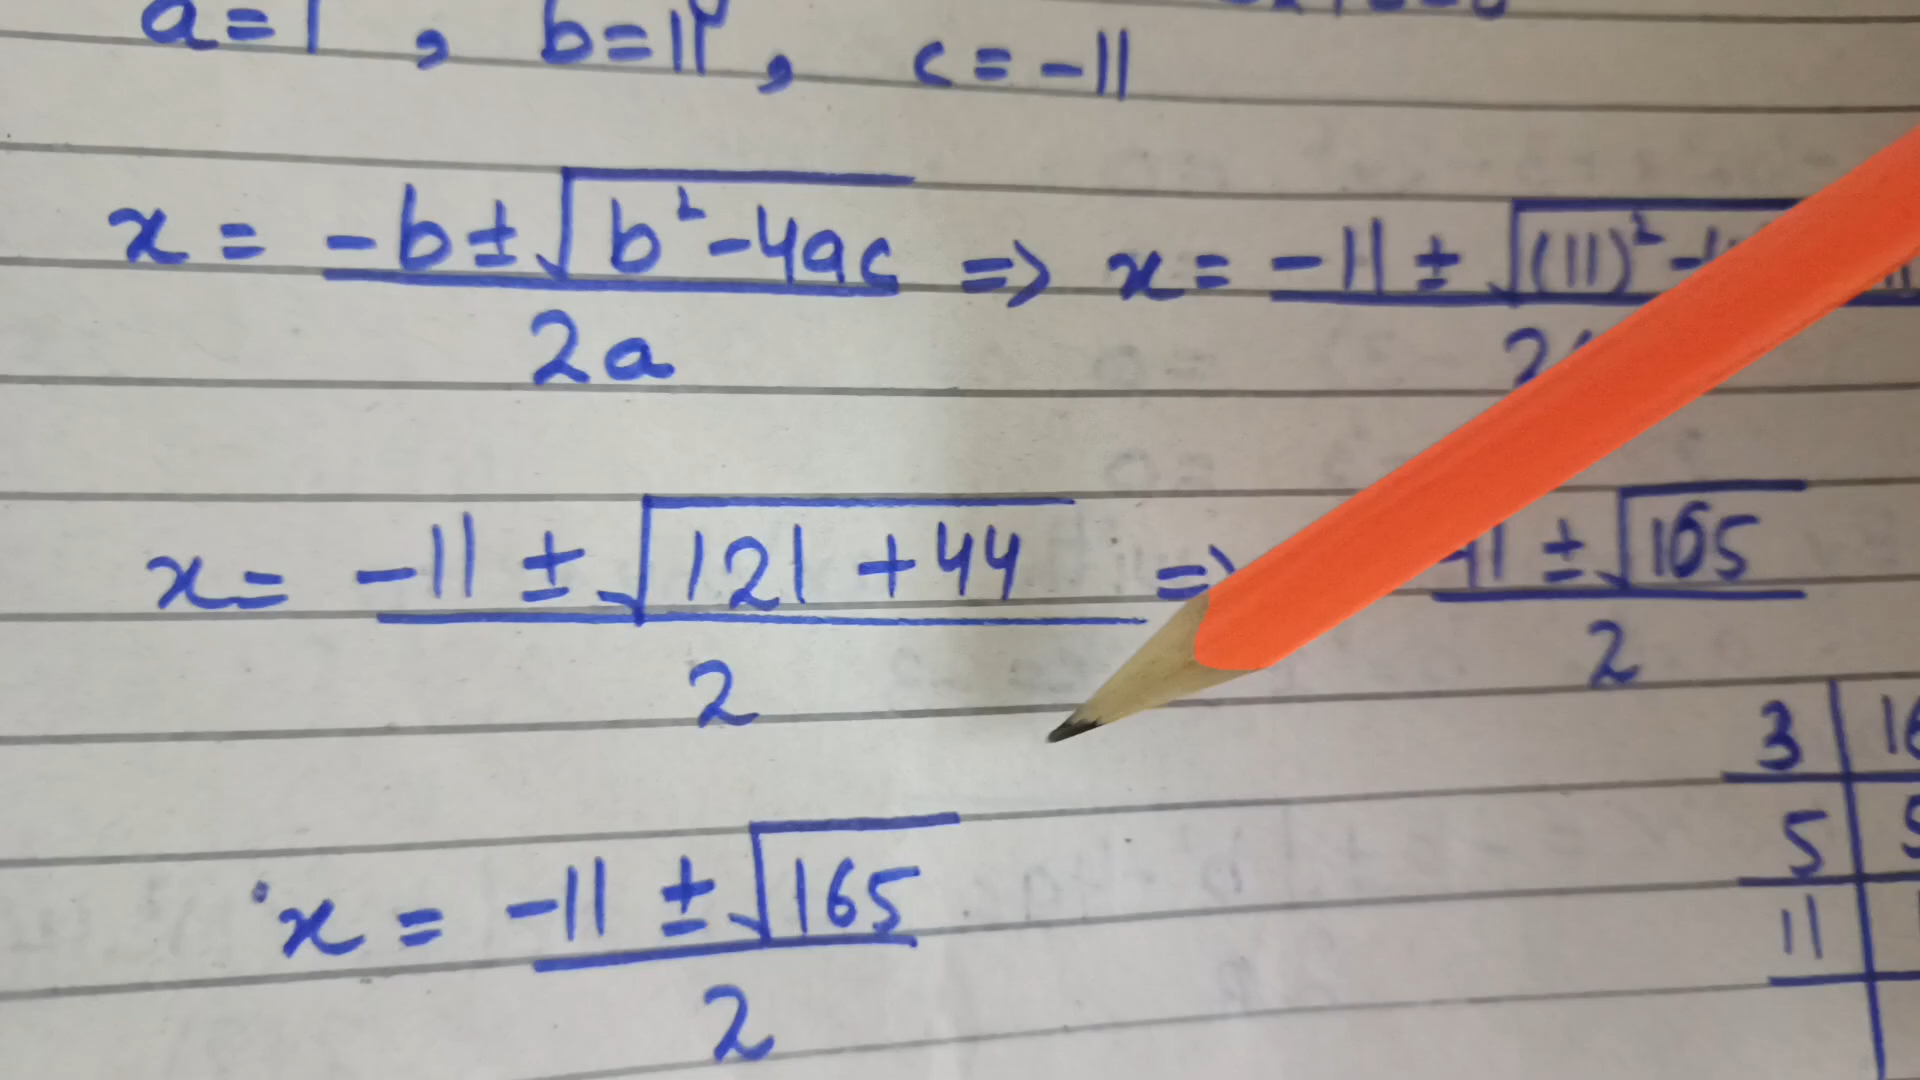 a = 1 , b = 11 , c = -11
x = -b ± √b² - 4ac / 2a => x = -11 ± √(11)² -
x = -11 ± √121 + 44 / 2 => -11 ± √165 / 2
3
5
11
x = -11 ± √165 / 2